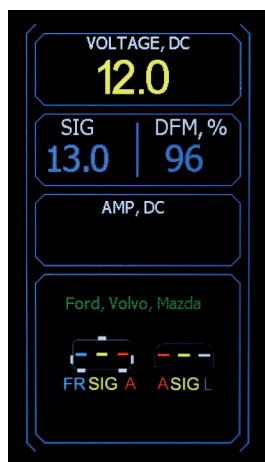 VOLTAGE, DC
12.0
SIG DFM, %
13.0 96
AMP, DC
Ford, Volvo, Mazda
FR SIG A A SIG L